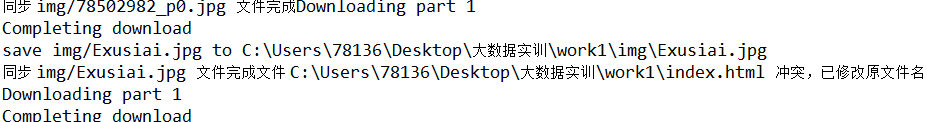 同步 img/78502982_p0.jpg 文件完成Downloading part 1
Completing download
save img/Exusiai.jpg to C:\Users\78136\Desktop\大数据实训\work1\img\Exusiai.jpg
同步 img/Exusiai.jpg 文件完成文件 C:\Users\78136\Desktop\大数据实训\work1\index.html 冲突，已修改原文件名
Downloading part 1
Completing download